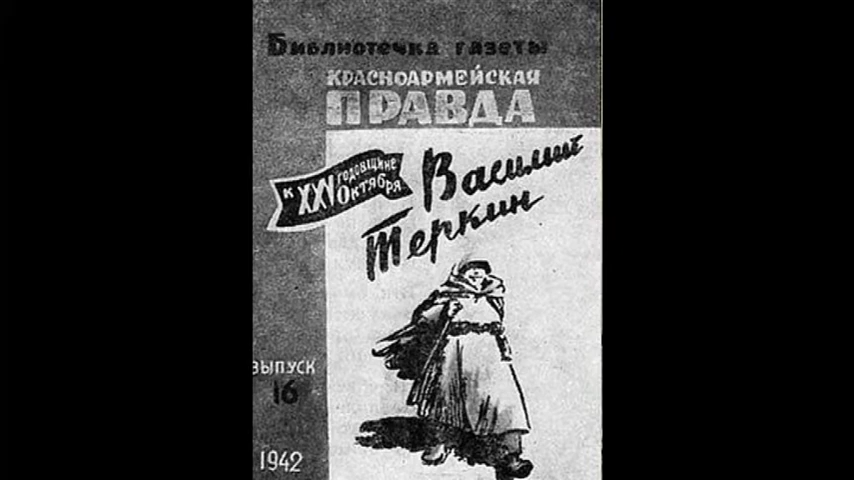 Библиотечка газеты
КРАСНОАРМЕЙСКАЯ
ПРАВДА
К XXV годовщине
Октября
Василий
Теркин
ВЫПУСК
16
1942